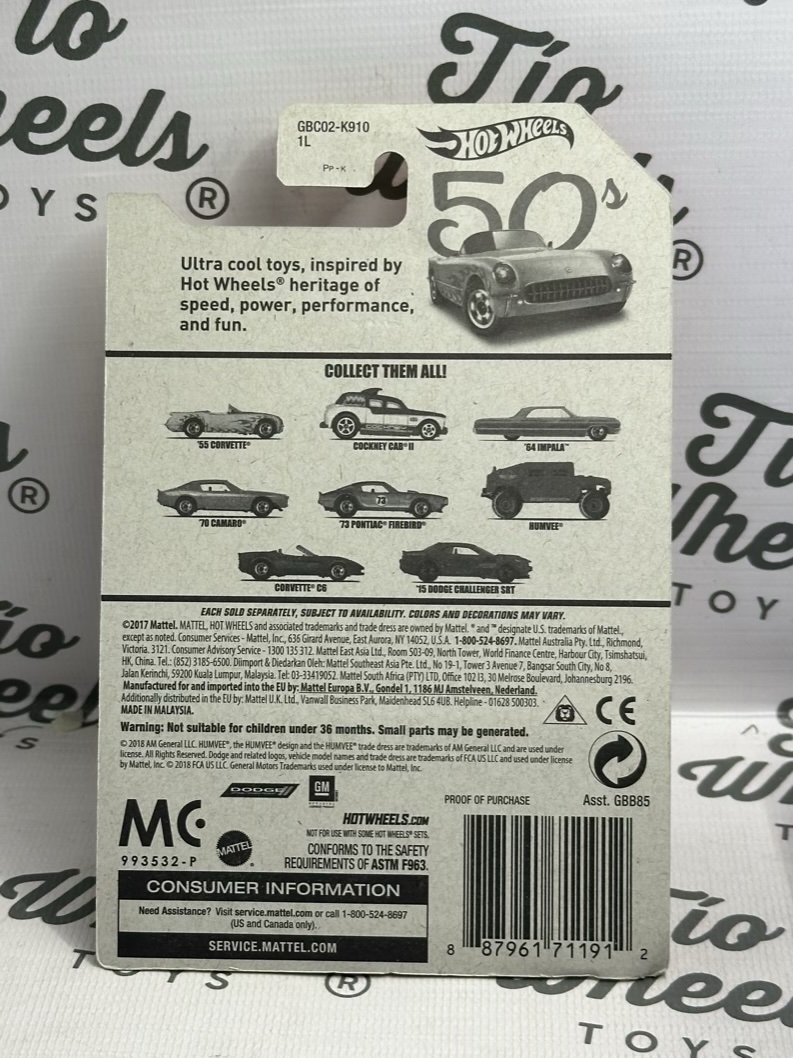 to
Tío
eels
OYS ®
GBC02-K910
1L
Pp-K
HOT WHEELS
50's
Ultra cool toys, inspired by
Hot Wheels® heritage of
speed, power, performance,
and fun.
COLLECT THEM ALL!
'55 CORVETTE®
COCKNEY CAB® II
'64 IMPALA™
'70 CAMARO®
'73 PONTIAC® FIREBIRD®
HUMVEE®
CORVETTE® C6
'15 DODGE CHALLENGER SRT
EACH SOLD SEPARATELY, SUBJECT TO AVAILABILITY. COLORS AND DECORATIONS MAY VARY.
©2017 Mattel. MATTEL, HOT WHEELS and associated trademarks and trade dress are owned by Mattel. ® and ™ designate U.S. trademarks of Mattel.,
except as noted. Consumer Services - Mattel, Inc., 636 Girard Avenue, East Aurora, NY 14052, U.S.A. 1-800-524-8697. Mattel Australia Pty. Ltd., Richmond,
Victoria. 3121. Consumer Advisory Service - 1300 135 312. Mattel East Asia Ltd., Room 503-09, North Tower, World Finance Centre, Harbour City, Tsimshatsui,
HK, China. Tel.: (852) 3185-6500. Diimport & Diedarkan Oleh: Mattel Southeast Asia Pte. Ltd., No 19-1, Tower 3 Avenue 7, Bangsar South City, No 8,
Jalan Kerinchi, 59200 Kuala Lumpur, Malaysia. Tel: 03-33419052. Mattel South Africa (PTY) LTD, Office 102 I3, 30 Melrose Boulevard, Johannesburg 2196.
Manufactured for and imported into the EU by: Mattel Europa B.V., Gondel 1, 1186 MJ Amstelveen, Nederland.
Additionally distributed in the EU by: Mattel U.K. Ltd., Vanwall Business Park, Maidenhead SL6 4UB. Helpline - 01628 500303.
MADE IN MALAYSIA.
CE
Warning: Not suitable for children under 36 months. Small parts may be generated.
© 2018 AM General LLC. HUMVEE®, the HUMVEE® design and the HUMVEE® trade dress are trademarks of AM General LLC and are used under
license. All Rights Reserved. Dodge and related logos, vehicle model names and trade dress are trademarks of FCA US LLC and used under license
by Mattel, Inc. © 2018 FCA US LLC. General Motors Trademarks used under license to Mattel, Inc.
DODGE
GM
PROOF OF PURCHASE
Asst. GBB85
MC
993532-P
MATTEL
HOTWHEELS.COM
NOT FOR USE WITH SOME HOT WHEELS® SETS.
CONFORMS TO THE SAFETY
REQUIREMENTS OF ASTM F963.
CONSUMER INFORMATION
Need Assistance? Visit service.mattel.com or call 1-800-524-8697
(US and Canada only).
SERVICE.MATTEL.COM
8 87961 71191 2
Tío
Whe
TOY
TOYS ®
Tío
TOYS